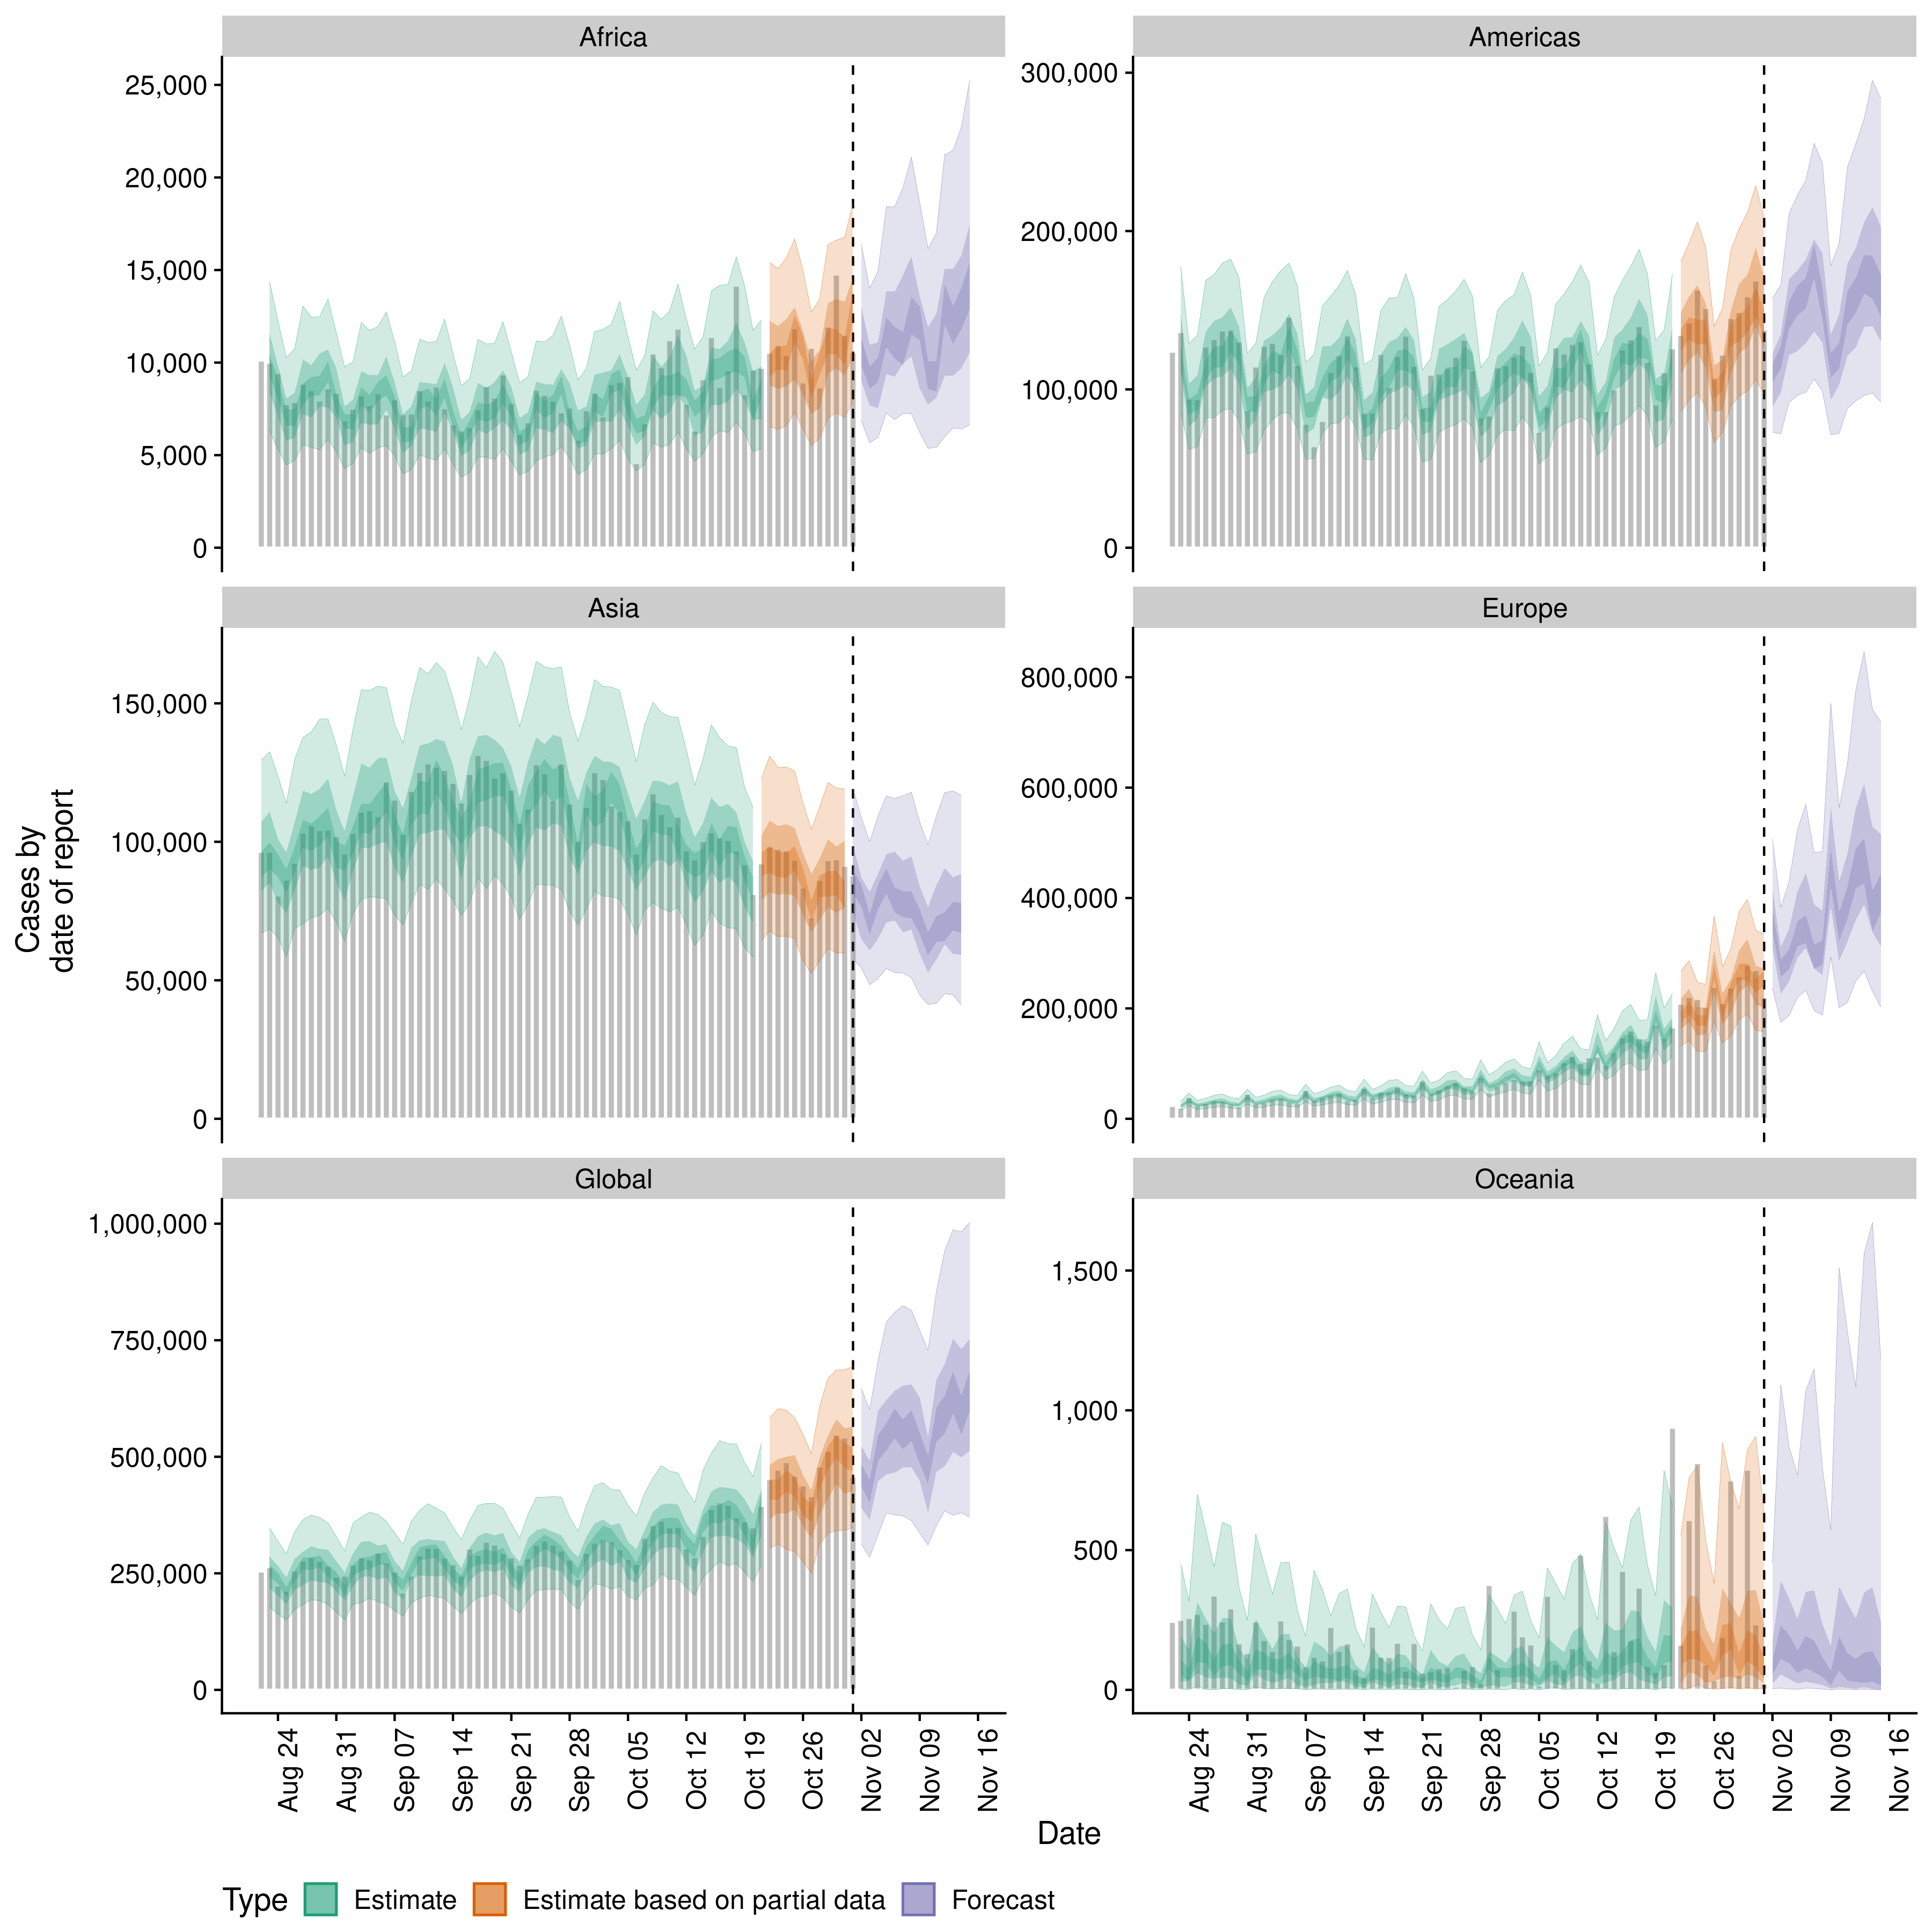 Africa
Americas
25,000
20,000
15,000
10,000
5,000
0
300,000
200,000
100,000
0
Asia
Europe
150,000
100,000
50,000
0
800,000
600,000
400,000
200,000
0
Cases by
date of report
Global
Oceania
1,000,000
750,000
500,000
250,000
0
1,500
1,000
500
0
Aug 24
Aug 31
Sep 07
Sep 14
Sep 21
Sep 28
Oct 05
Oct 12
Oct 19
Oct 26
Nov 02
Nov 09
Nov 16
Aug 24
Aug 31
Sep 07
Sep 14
Sep 21
Sep 28
Oct 05
Oct 12
Oct 19
Oct 26
Nov 02
Nov 09
Nov 16
Date
Type Estimate Estimate based on partial data Forecast